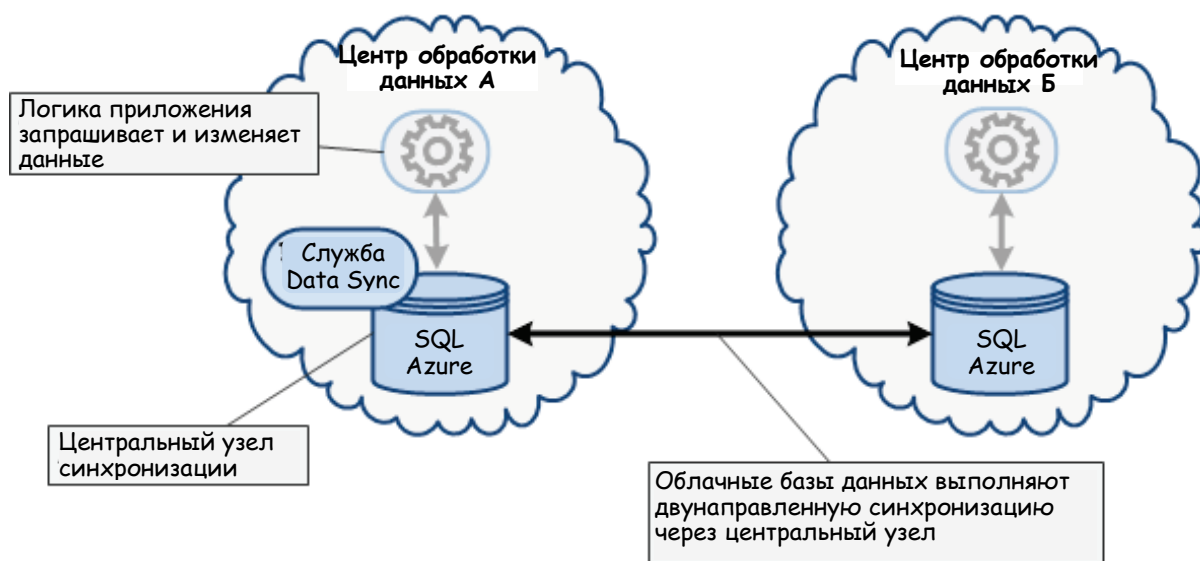 Центр обработки
данных А
Центр обработки
данных Б
Логика приложения
запрашивает и изменяет
данные
Служба
Data Sync
SQL
Azure
SQL
Azure
Центральный узел
синхронизации
Облачные базы данных выполняют
двунаправленную синхронизацию
через центральный узел